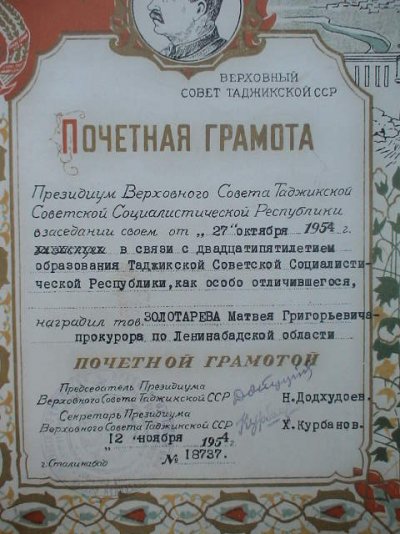 ВЕРХОВНЫЙ
СОВЕТ ТАДЖИКСКОЙ ССР
ПОЧЕТНАЯ ГРАМОТА
Президиум Верховного Совета Таджикской
Советской Социалистической Республики
в заседании своем от „ 27 " октября 1954 г.
в связи с двадцатипятилетием
образования Таджикской Советской Социалисти-
ческой Республики, как особо отличившегося,
наградил тов. ЗОЛОТАРЕВА Матвея Григорьевича-
прокурора по Ленинабадской области
ПОЧЕТНОЙ ГРАМОТОЙ
Председатель Президиума
Верховного Совета Таджикской ССР Н. Додхудоев.
Секретарь Президиума
Верховного Совета Таджикской ССР Х. Курбанов.
„ 12 " ноября 1954 г.
г. Сталинабад № 18737.